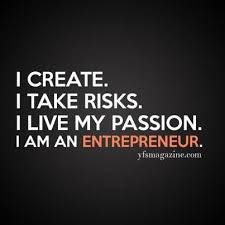 I CREATE.
I TAKE RISKS.
I LIVE MY PASSION.
I AM AN ENTREPRENEUR.
yfsmagazine.com